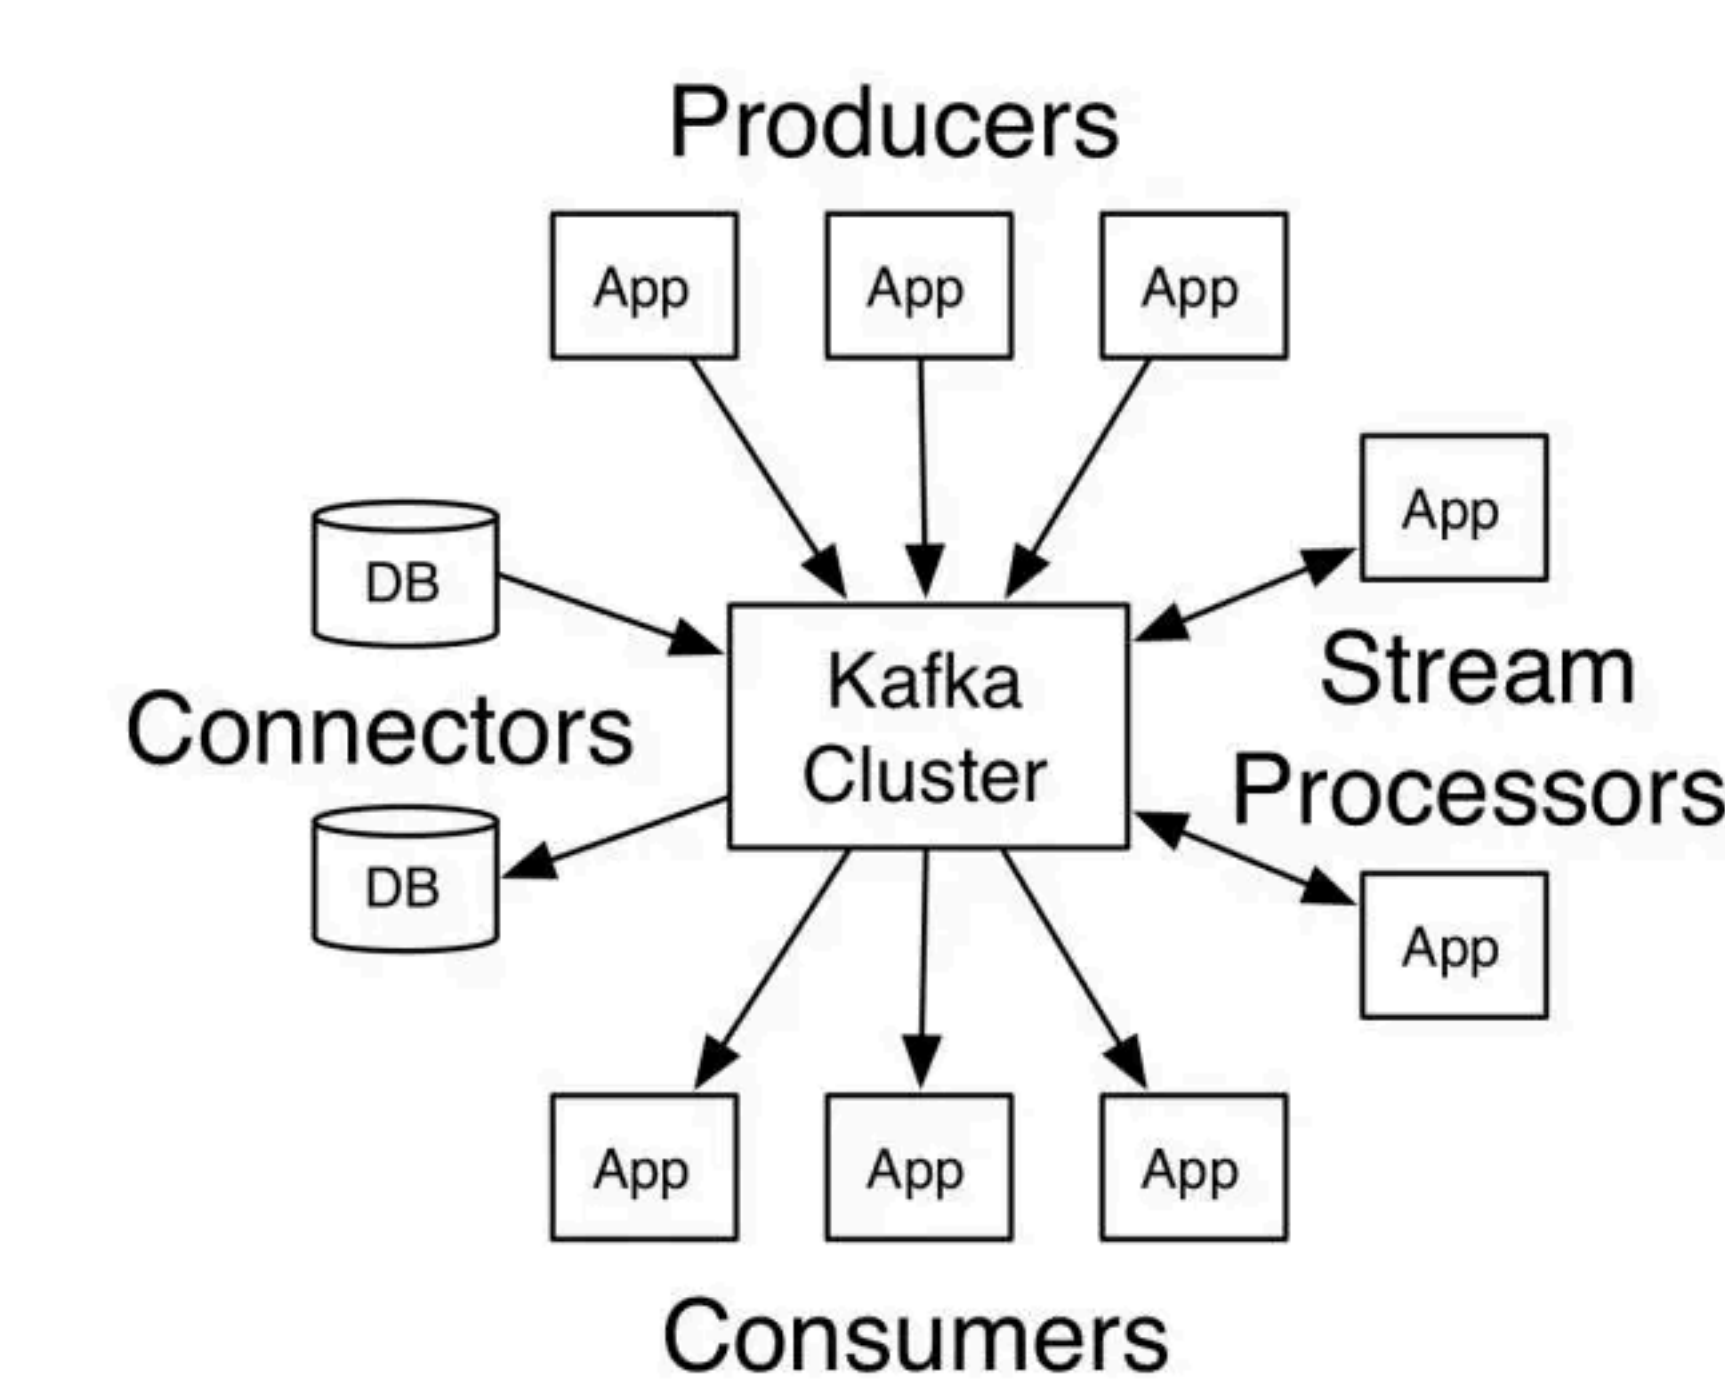 Producers
App
App
App
App
DB
Kafka
Cluster
Stream
Processors
Connectors
DB
App
App
App
App
Consumers